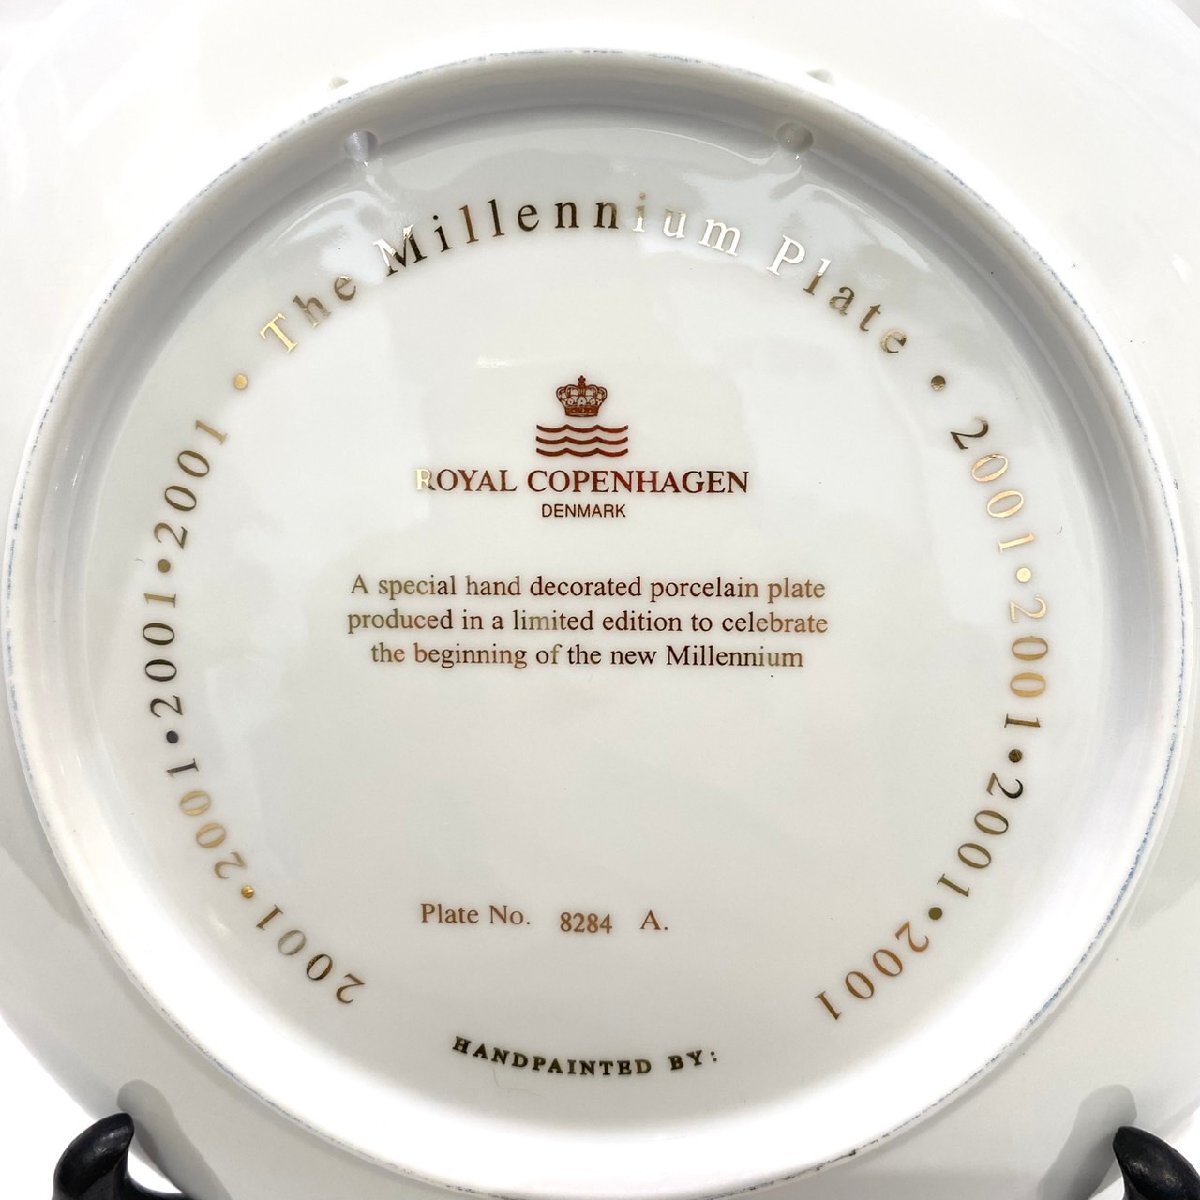 The Millennium Plate • 2001 • 2001 • 2001 • 2001
2001 • 2001 • 2001 • 2001 •
ROYAL COPENHAGEN
DENMARK
A special hand decorated porcelain plate
produced in a limited edition to celebrate
the beginning of the new Millennium
Plate No. 8284 A.
HANDPAINTED BY: